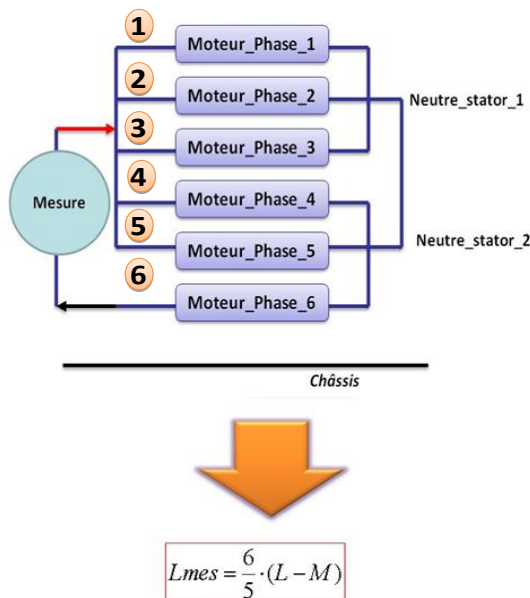 1
Moteur_Phase_1
2
Moteur_Phase_2
Neutre_stator_1
3
Moteur_Phase_3
4
Mesure
Moteur_Phase_4
5
Moteur_Phase_5
Neutre_stator_2
6
Moteur_Phase_6
Châssis
Lmes = 6/5 · (L − M)